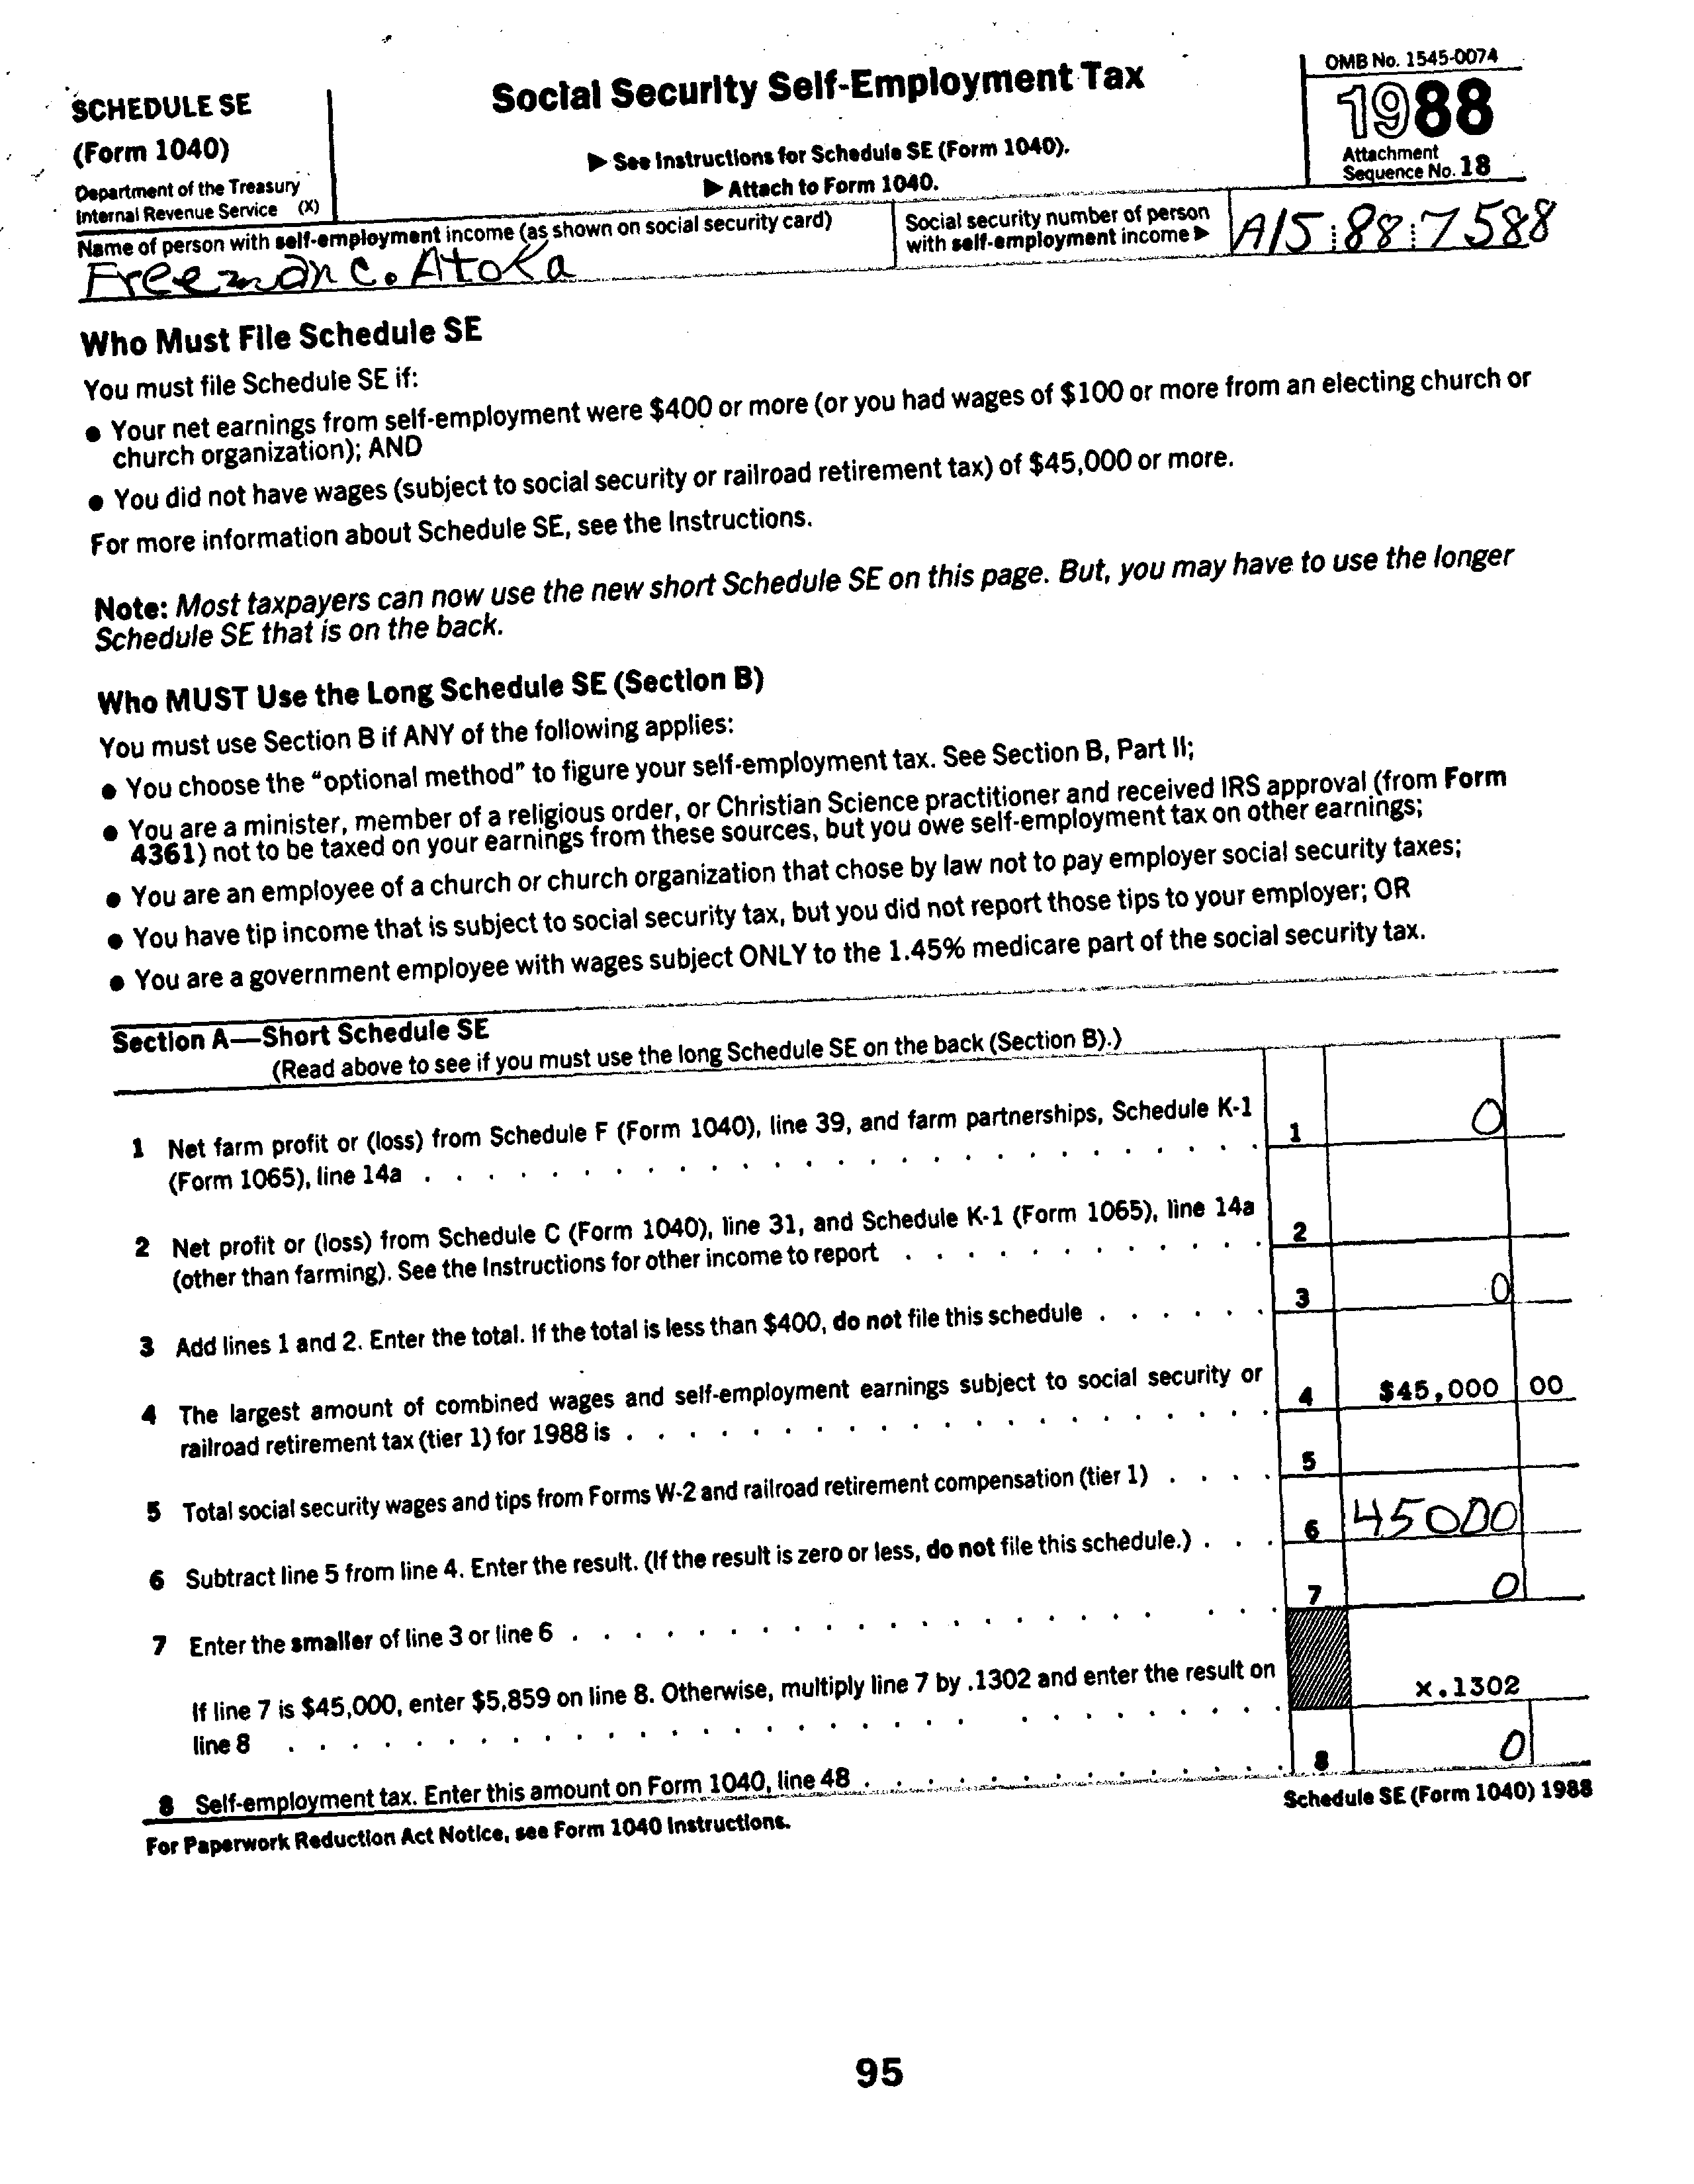 SCHEDULE SE
(Form 1040)
Department of the Treasury
Internal Revenue Service (X)
Social Security Self-Employment Tax
▶ See Instructions for Schedule SE (Form 1040).
▶ Attach to Form 1040.
OMB No. 1545-0074
1988
Attachment
Sequence No. 18
Name of person with self-employment income (as shown on social security card)
Freeman C. Atoka
Social security number of person
with self-employment income ▶
A15 88 7588
Who Must File Schedule SE
You must file Schedule SE if:
● Your net earnings from self-employment were $400 or more (or you had wages of $100 or more from an electing church or
church organization); AND
● You did not have wages (subject to social security or railroad retirement tax) of $45,000 or more.
For more information about Schedule SE, see the Instructions.
Note: Most taxpayers can now use the new short Schedule SE on this page. But, you may have to use the longer
Schedule SE that is on the back.
Who MUST Use the Long Schedule SE (Section B)
You must use Section B if ANY of the following applies:
● You choose the "optional method" to figure your self-employment tax. See Section B, Part II;
● You are a minister, member of a religious order, or Christian Science practitioner and received IRS approval (from Form
4361) not to be taxed on your earnings from these sources, but you owe self-employment tax on other earnings;
● You are an employee of a church or church organization that chose by law not to pay employer social security taxes;
● You have tip income that is subject to social security tax, but you did not report those tips to your employer; OR
● You are a government employee with wages subject ONLY to the 1.45% medicare part of the social security tax.
Section A—Short Schedule SE
(Read above to see if you must use the long Schedule SE on the back (Section B).)
1 Net farm profit or (loss) from Schedule F (Form 1040), line 39, and farm partnerships, Schedule K-1
(Form 1065), line 14a . . . 1 0
2 Net profit or (loss) from Schedule C (Form 1040), line 31, and Schedule K-1 (Form 1065), line 14a
(other than farming). See the Instructions for other income to report . . . 2
3 Add lines 1 and 2. Enter the total. If the total is less than $400, do not file this schedule . . . 3 0
4 The largest amount of combined wages and self-employment earnings subject to social security or
railroad retirement tax (tier 1) for 1988 is . . . 4 $45,000 00
5 Total social security wages and tips from Forms W-2 and railroad retirement compensation (tier 1) . . . 5
6 Subtract line 5 from line 4. Enter the result. (If the result is zero or less, do not file this schedule.) . . . 6 45000
7 Enter the smaller of line 3 or line 6 . . . 7 0
If line 7 is $45,000, enter $5,859 on line 8. Otherwise, multiply line 7 by .1302 and enter the result on
line 8 . . . x.1302
8 Self-employment tax. Enter this amount on Form 1040, line 48 . . . 8 0
For Paperwork Reduction Act Notice, see Form 1040 Instructions.
Schedule SE (Form 1040) 1988
95